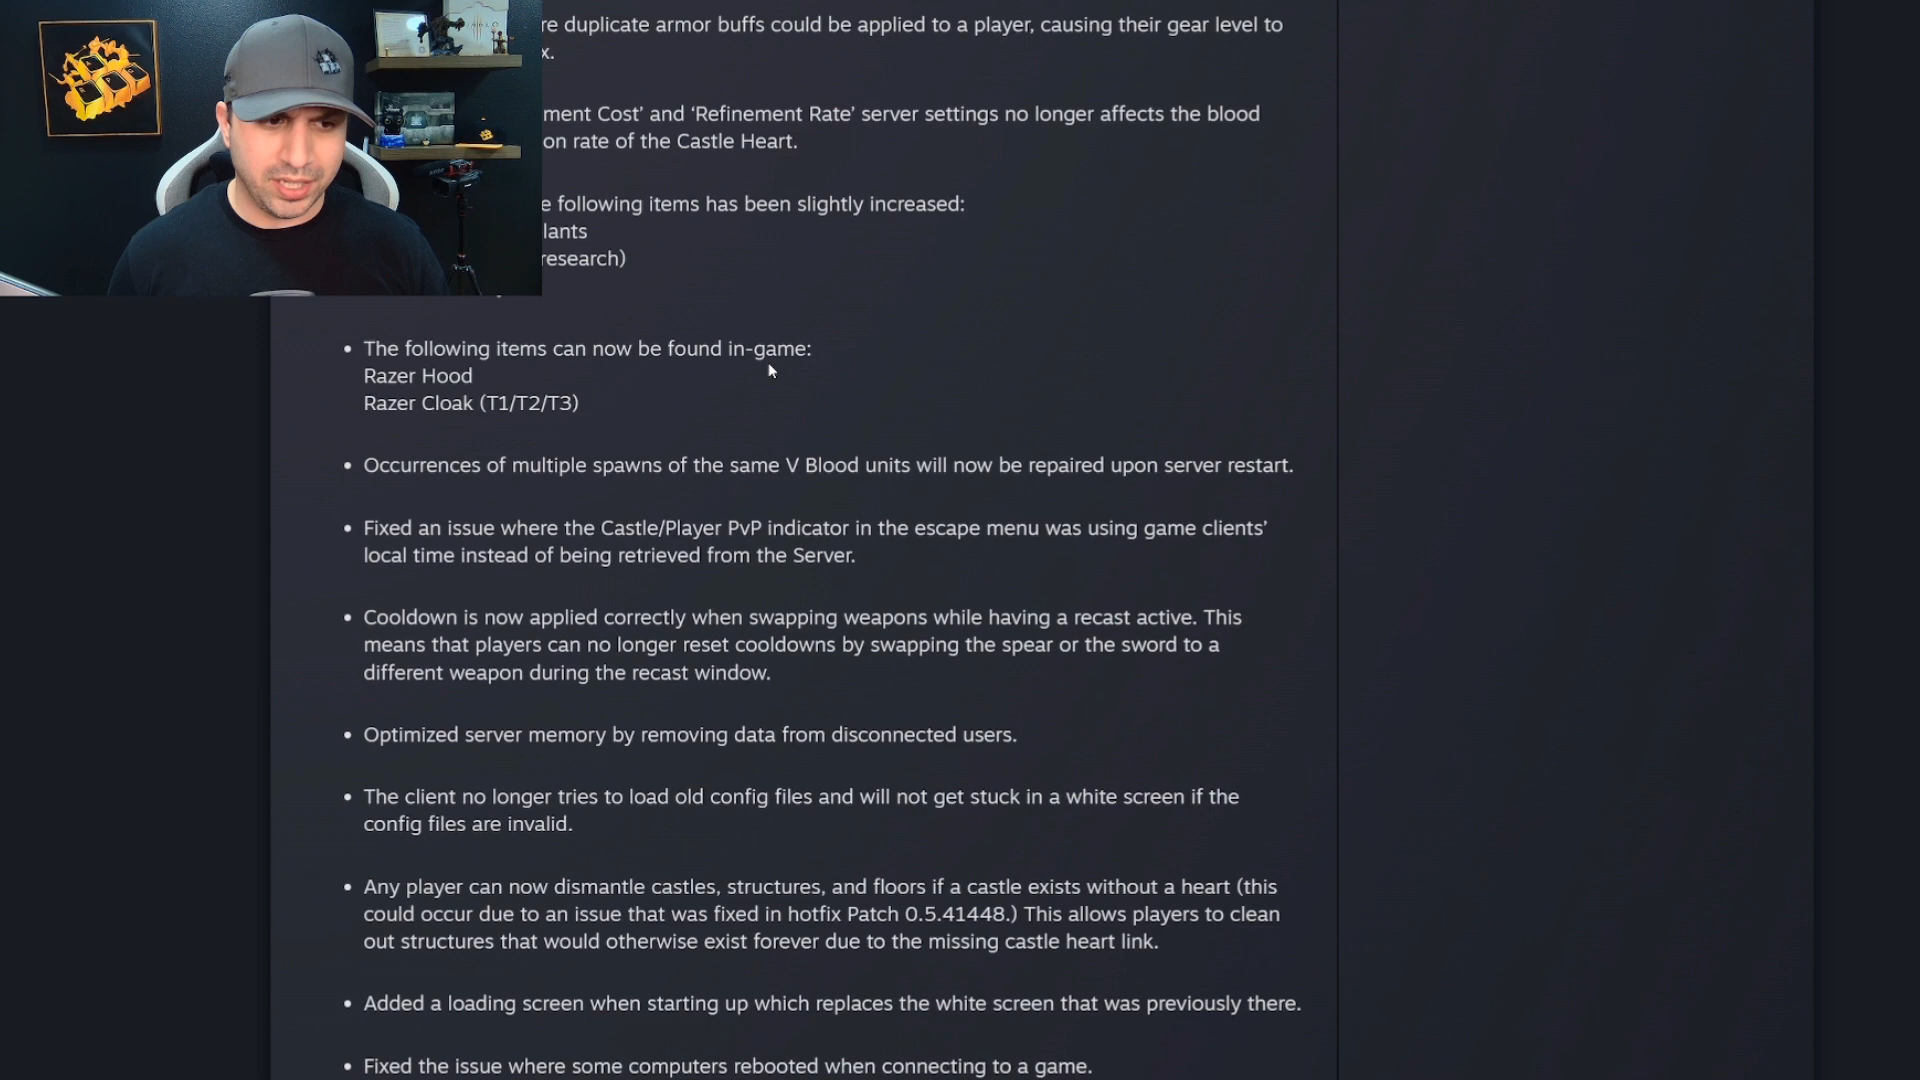 re duplicate armor buffs could be applied to a player, causing their gear level to
x.
ment Cost’ and ‘Refinement Rate’ server settings no longer affects the blood
on rate of the Castle Heart.
e following items has been slightly increased:
lants
research)
• The following items can now be found in-game:
Razer Hood
Razer Cloak (T1/T2/T3)
• Occurrences of multiple spawns of the same V Blood units will now be repaired upon server restart.
• Fixed an issue where the Castle/Player PvP indicator in the escape menu was using game clients’
local time instead of being retrieved from the Server.
• Cooldown is now applied correctly when swapping weapons while having a recast active. This
means that players can no longer reset cooldowns by swapping the spear or the sword to a
different weapon during the recast window.
• Optimized server memory by removing data from disconnected users.
• The client no longer tries to load old config files and will not get stuck in a white screen if the
config files are invalid.
• Any player can now dismantle castles, structures, and floors if a castle exists without a heart (this
could occur due to an issue that was fixed in hotfix Patch 0.5.41448.) This allows players to clean
out structures that would otherwise exist forever due to the missing castle heart link.
• Added a loading screen when starting up which replaces the white screen that was previously there.
• Fixed the issue where some computers rebooted when connecting to a game.